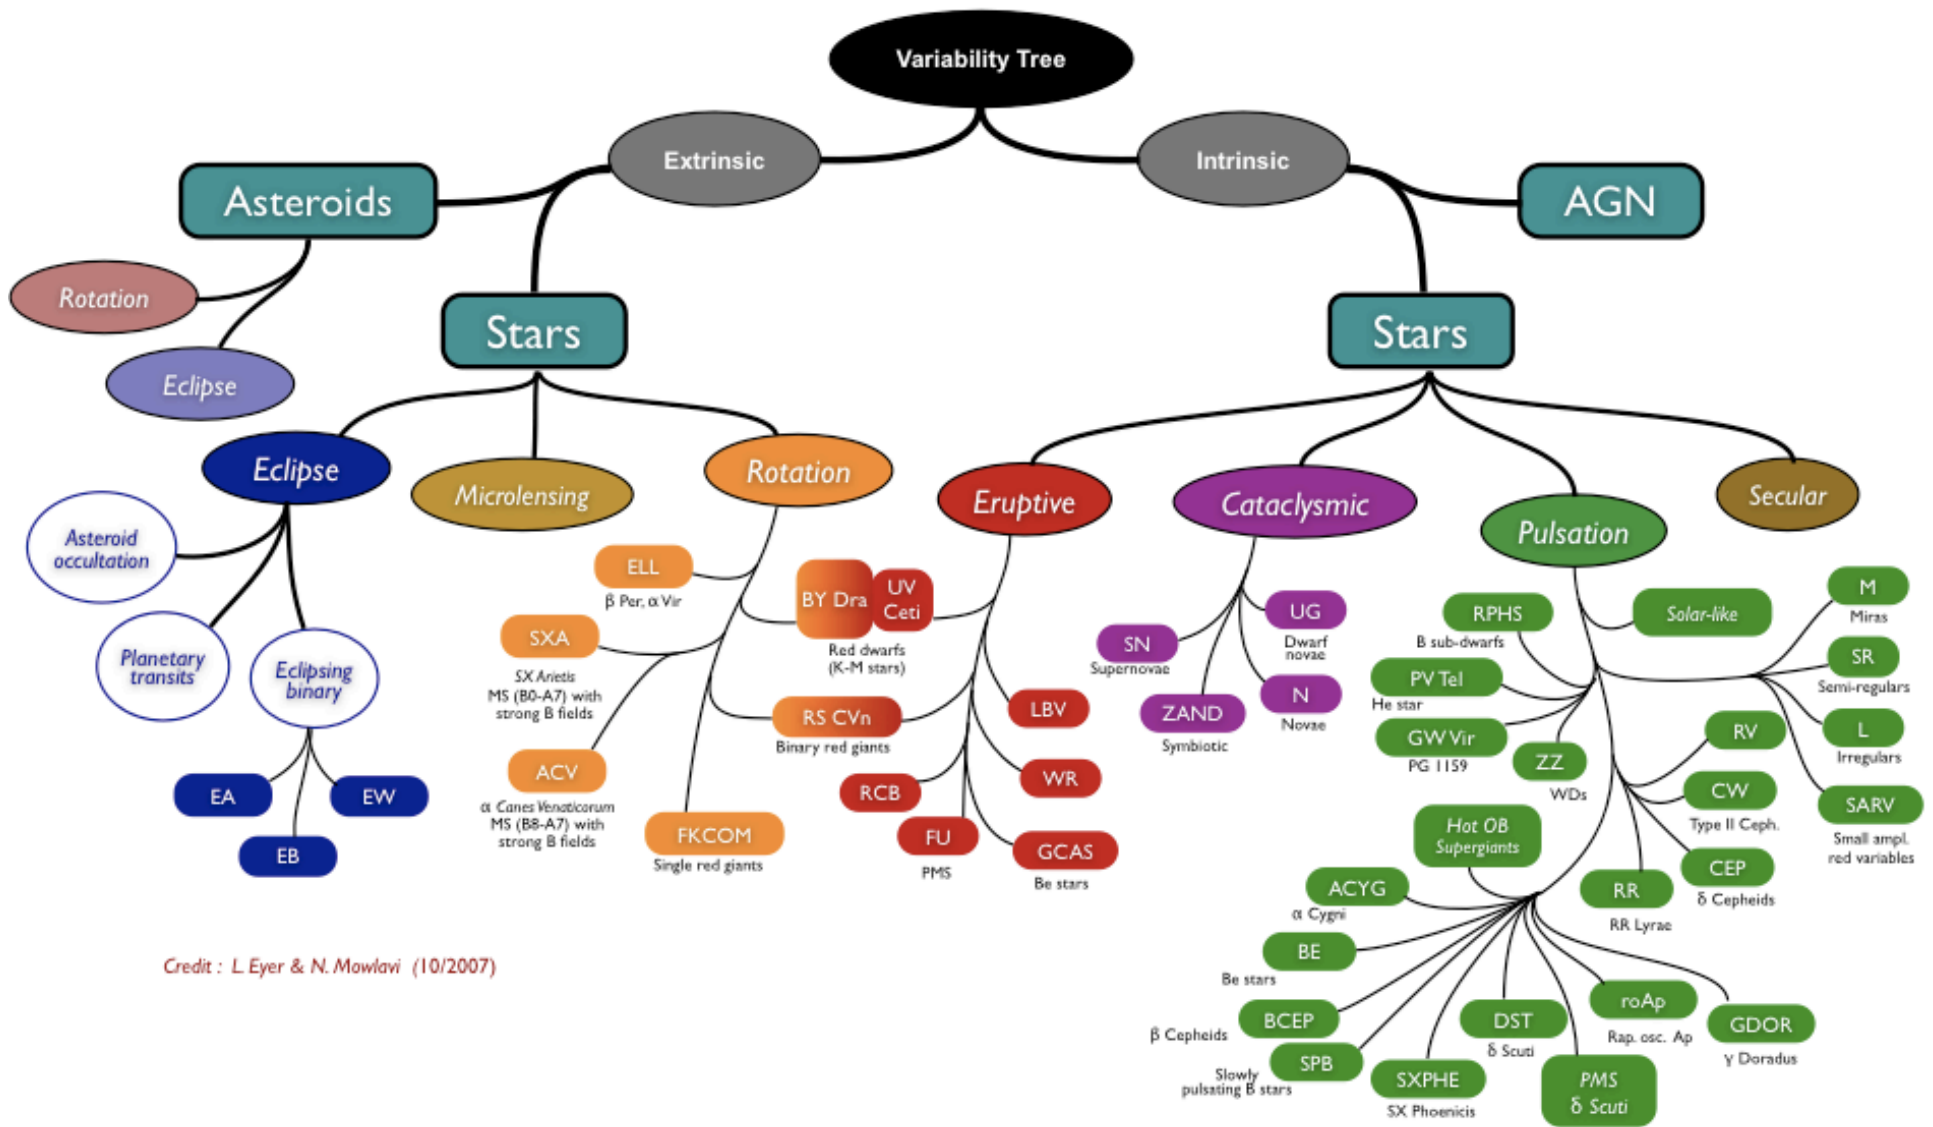 Variability Tree
Extrinsic
Intrinsic
Asteroids
AGN
Rotation
Eclipse
Stars
Stars
Eclipse
Microlensing
Rotation
Eruptive
Cataclysmic
Pulsation
Secular
Asteroid
occultation
Planetary
transits
Eclipsing
binary
EA
EB
EW
ELL
β Per, α Vir
SXA
SX Arietis
MS (B0-A7) with
strong B fields
ACV
α Canes Venaticorum
MS (B8-A7) with
strong B fields
FKCOM
Single red giants
BY Dra
UV
Ceti
Red dwarfs
(K-M stars)
RS CVn
Binary red giants
LBV
WR
RCB
FU
PMS
GCAS
Be stars
SN
Supernovae
UG
Dwarf
novae
ZAND
Symbiotic
N
Novae
RPHS
B sub-dwarfs
PV Tel
He star
GW Vir
PG 1159
ZZ
WDs
Solar-like
M
Miras
SR
Semi-regulars
L
Irregulars
SARV
Small ampl.
red variables
RV
CW
Type II Ceph.
CEP
δ Cepheids
RR
RR Lyrae
Hot OB
Supergiants
ACYG
α Cygni
BE
Be stars
BCEP
β Cepheids
SPB
Slowly
pulsating B stars
SXPHE
SX Phoenicis
DST
δ Scuti
PMS
δ Scuti
roAp
Rap. osc. Ap
GDOR
γ Doradus
Credit : L. Eyer & N. Mowlavi (10/2007)